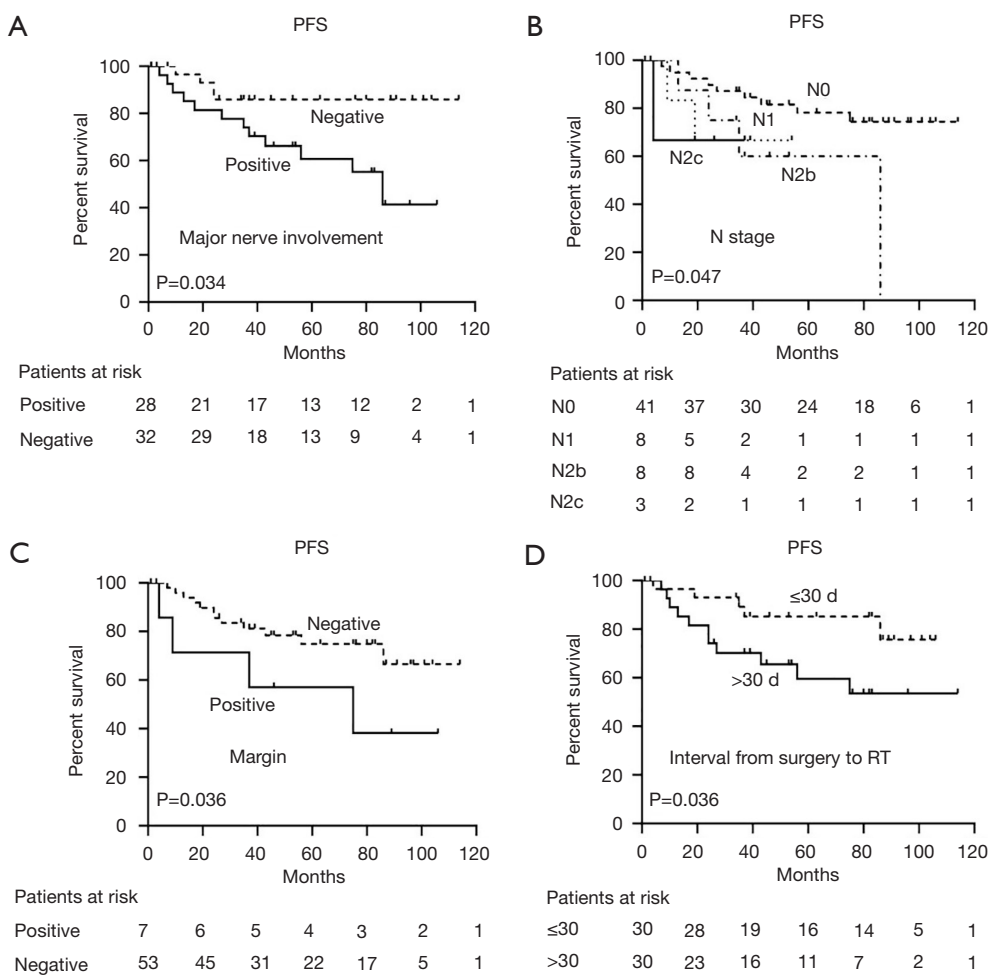 A
PFS
Percent survival
100
80
60
40
20
0
Negative
Positive
Major nerve involvement
P=0.034
0 20 40 60 80 100 120
Months
Patients at risk
Positive 28 21 17 13 12 2 1
Negative 32 29 18 13 9 4 1
B
PFS
Percent survival
100
80
60
40
20
0
N0
N1
N2c
N2b
N stage
P=0.047
0 20 40 60 80 100 120
Months
Patients at risk
N0 41 37 30 24 18 6 1
N1 8 5 2 1 1 1 1
N2b 8 8 4 2 2 1 1
N2c 3 2 1 1 1 1 1
C
PFS
Percent survival
100
80
60
40
20
0
Negative
Positive
Margin
P=0.036
0 20 40 60 80 100 120
Months
Patients at risk
Positive 7 6 5 4 3 2 1
Negative 53 45 31 22 17 5 1
D
PFS
Percent survival
100
80
60
40
20
0
≤30 d
>30 d
Interval from surgery to RT
P=0.036
0 20 40 60 80 100 120
Months
Patients at risk
≤30 30 28 19 16 14 5 1
>30 30 23 16 11 7 2 1